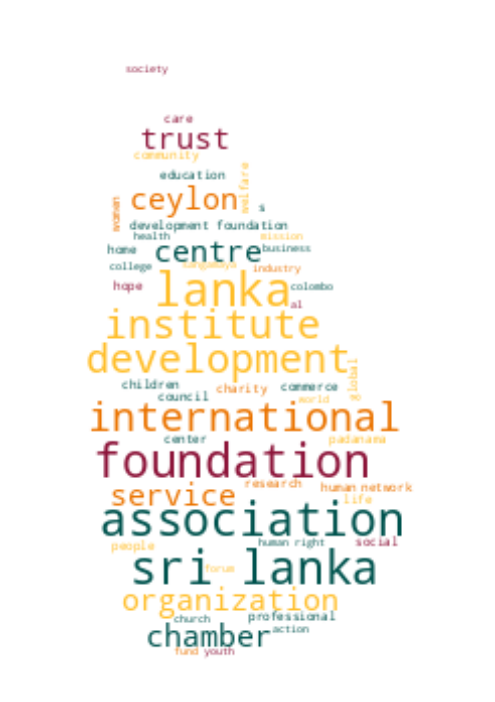 society
care
trust
community
education
welfare
ceylon
women
s
development foundation
health
mission
home
centre
business
college
sangamaya
industry
hope
lanka
colombo
al
institute
development
global
children
charity
commerce
council
world
international
center
padanama
foundation
research
human network
service
life
association
people
human right
social
sri lanka
forum
organization
church
professional
chamber
action
fund
youth